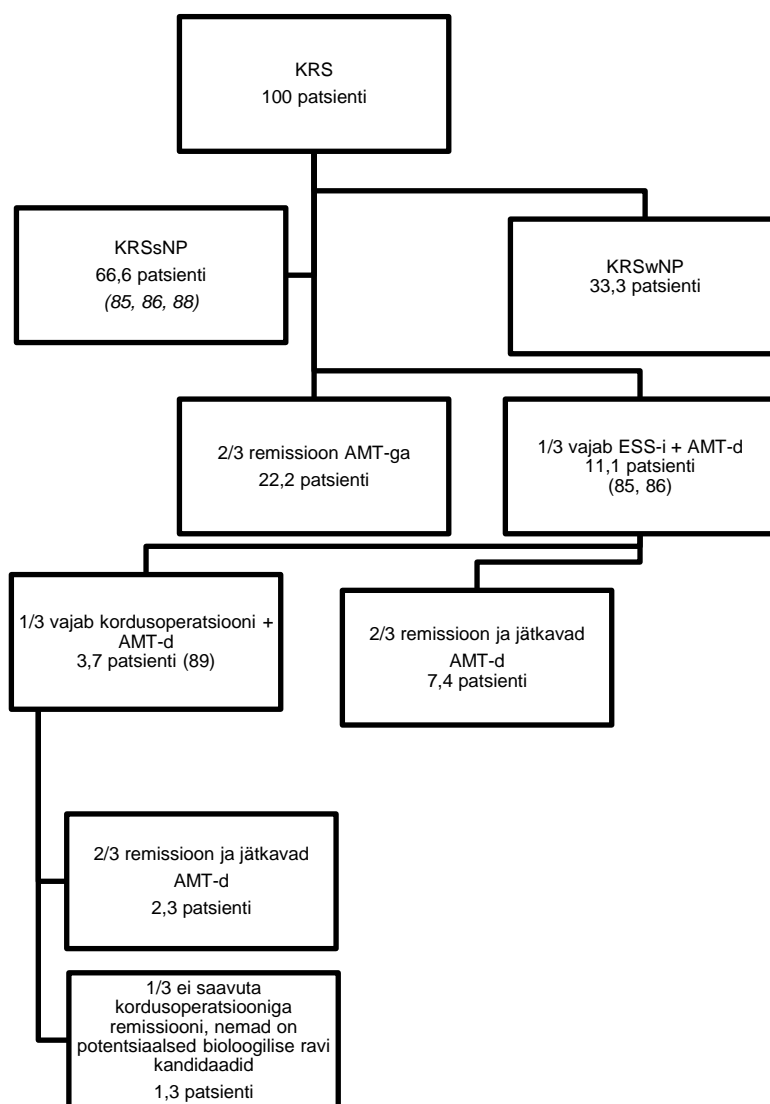 KRS
100 patsienti
KRSsNP
66,6 patsienti
(85, 86, 88)
KRSwNP
33,3 patsienti
2/3 remissioon AMT-ga
22,2 patsienti
1/3 vajab ESS-i + AMT-d
11,1 patsienti
(85, 86)
1/3 vajab kordusoperatsiooni +
AMT-d
3,7 patsienti (89)
2/3 remissioon ja jätkavad
AMT-d
7,4 patsienti
2/3 remissioon ja jätkavad
AMT-d
2,3 patsienti
1/3 ei saavuta
kordusoperatsiooniga
remissiooni, nemad on
potentsiaalsed bioloogilise ravi
kandidaadid
1,3 patsienti